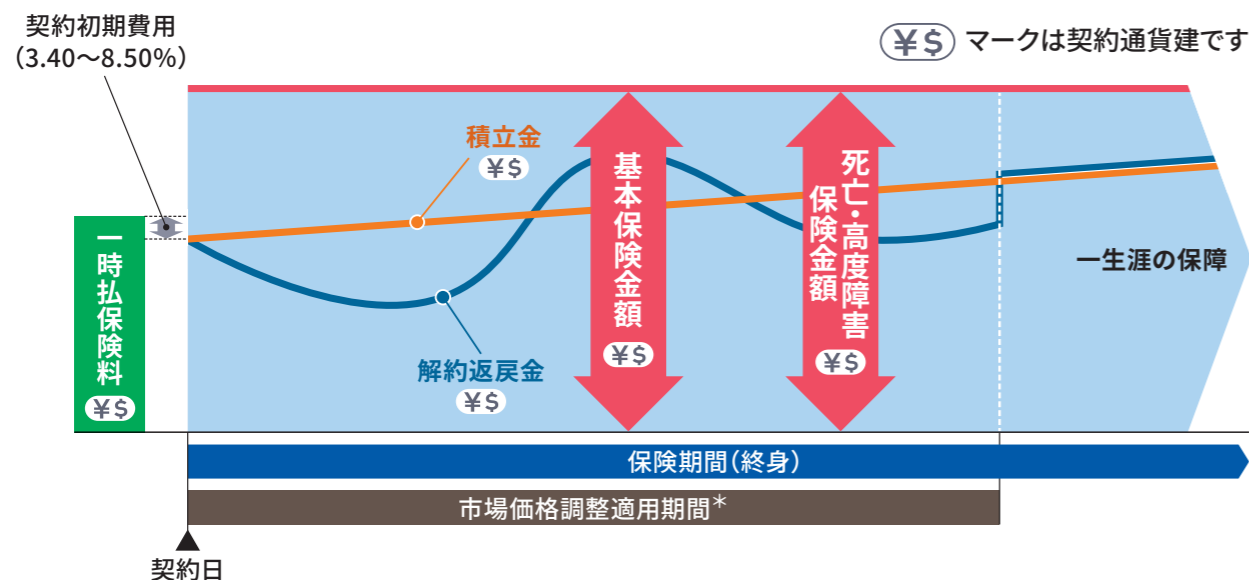 契約初期費用
（3.40～8.50%）
¥$ マークは契約通貨建です
積立金
¥$
基本保険金額
¥$
死亡・高度障害
保険金額
¥$
一時払保険料
¥$
解約返戻金
¥$
一生涯の保障
保険期間（終身）
市場価格調整適用期間＊
契約日